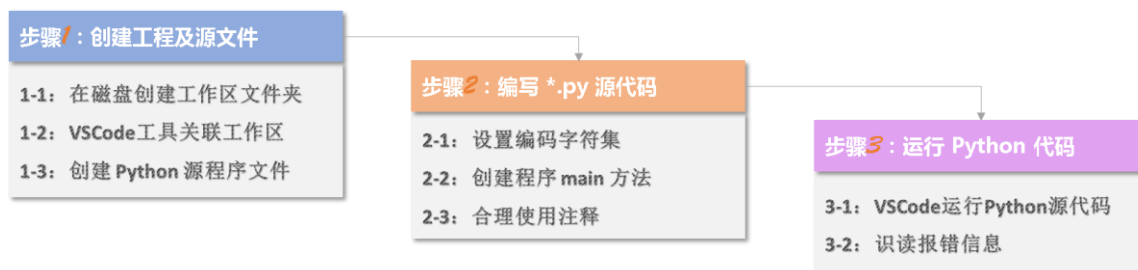 步骤1：创建工程及源文件
1-1：在磁盘创建工作区文件夹
1-2：VSCode工具关联工作区
1-3：创建 Python 源程序文件
步骤2：编写 *.py 源代码
2-1：设置编码字符集
2-2：创建程序 main 方法
2-3：合理使用注释
步骤3：运行 Python 代码
3-1：VSCode运行Python源代码
3-2：识读报错信息